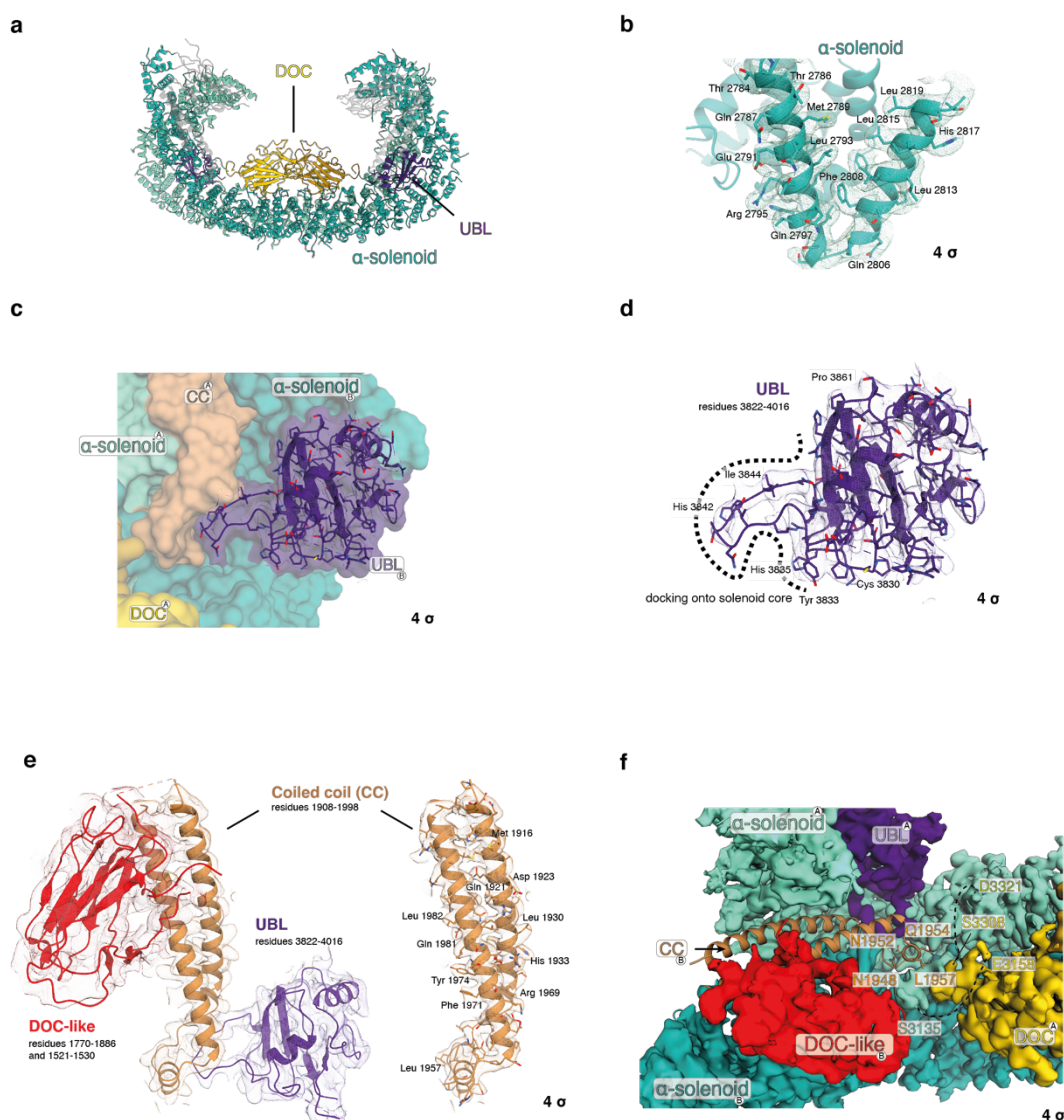 a
DOC
UBL
α-solenoid
b
α-solenoid
Thr 2786
Thr 2784
Met 2789
Leu 2819
Gln 2787
Leu 2815
His 2817
Leu 2793
Glu 2791
Phe 2808
Leu 2813
Arg 2795
Gln 2797
Gln 2806
4 σ
c
CC A
α-solenoid B
α-solenoid A
UBL B
DOC A
4 σ
d
UBL
residues 3822-4016
Pro 3861
Ile 3844
His 3842
His 3835
Cys 3830
docking onto solenoid core
Tyr 3833
4 σ
e
Coiled coil (CC)
residues 1908-1998
Met 1916
Asp 1923
Gln 1921
Leu 1982
Leu 1930
UBL
residues 3822-4016
Gln 1981
His 1933
Tyr 1974
Arg 1969
Phe 1971
DOC-like
residues 1770-1886
and 1521-1530
Leu 1957
4 σ
f
α-solenoid A
UBL A
D3321
S3308
Q1954
CC B
N1952
E3159
N1948
L1957
S3135
DOC A
DOC-like B
α-solenoid B
4 σ